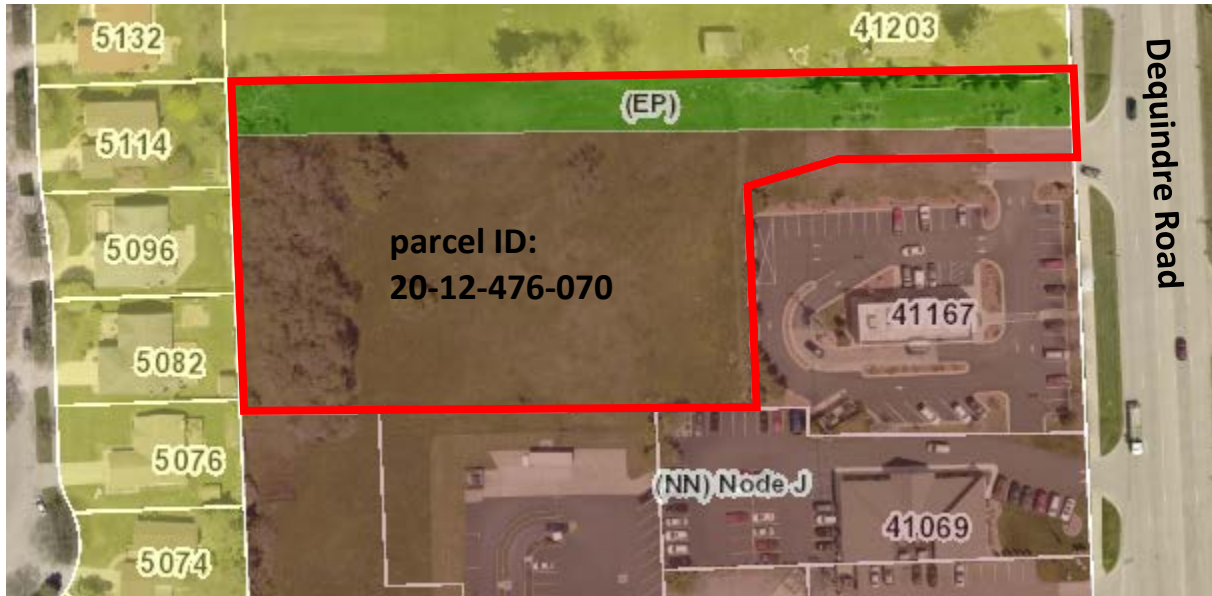 5132
41203
Dequindre Road
(EP)
5114
5096
parcel ID:
20-12-476-070
41167
5082
5076
(NN) Node J
41069
5074